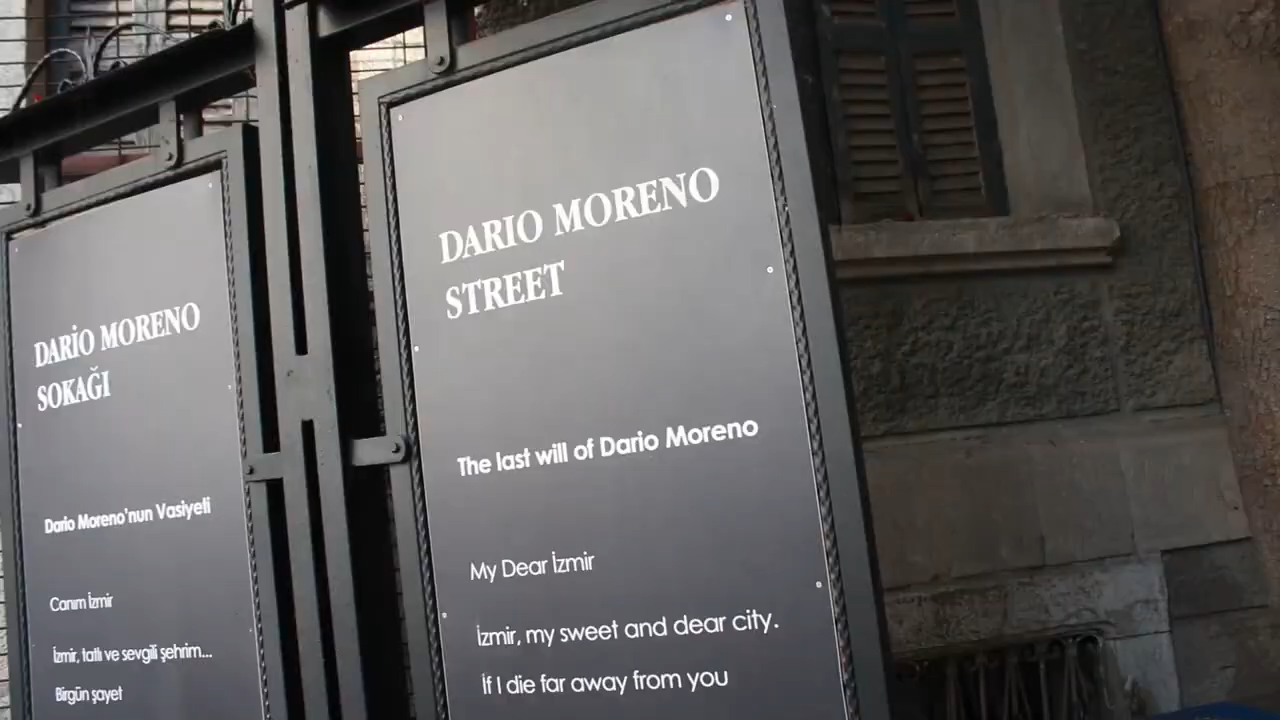 DARİO MORENO
SOKAĞI
Dario Moreno'nun Vasiyeti
Canım İzmir
İzmir, tatlı ve sevgili şehrim...
Birgün şayet
DARIO MORENO
STREET
The last will of Dario Moreno
My Dear İzmir
İzmir, my sweet and dear city.
İf I die far away from you